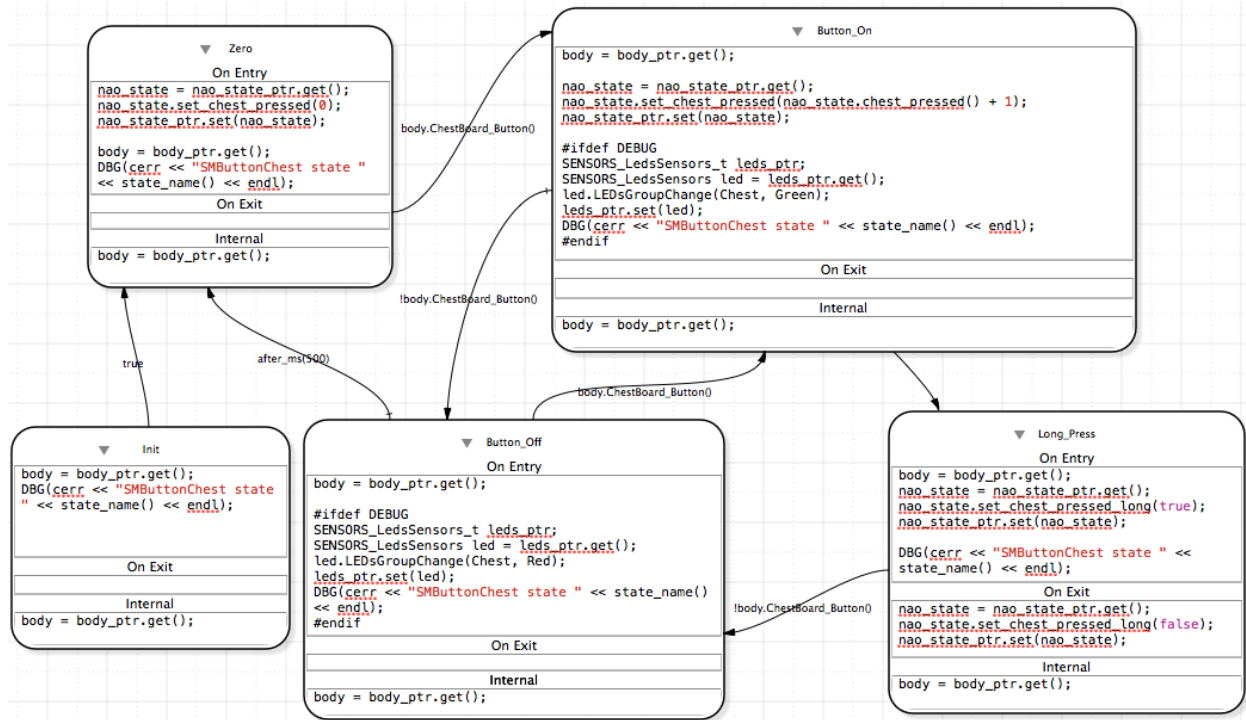 Zero
On Entry
nao_state = nao_state_ptr.get();
nao_state.set_chest_pressed(0);
nao_state_ptr.set(nao_state);
body = body_ptr.get();
DBG(cerr << "SMButtonChest state "
<< state_name() << endl);
On Exit
Internal
body = body_ptr.get();
body.ChestBoard_Button()
Button_On
body = body_ptr.get();
nao_state = nao_state_ptr.get();
nao_state.set_chest_pressed(nao_state.chest_pressed() + 1);
nao_state_ptr.set(nao_state);
#ifdef DEBUG
SENSORS_LedsSensors_t leds_ptr;
SENSORS_LedsSensors led = leds_ptr.get();
led.LEDsGroupChange(Chest, Green);
leds_ptr.set(led);
DBG(cerr << "SMButtonChest state " << state_name() << endl);
#endif
On Exit
Internal
body = body_ptr.get();
!body.ChestBoard_Button()
true
after_ms(500)
body.ChestBoard_Button()
Init
body = body_ptr.get();
DBG(cerr << "SMButtonChest state
" << state_name() << endl);
On Exit
Internal
body = body_ptr.get();
Button_Off
On Entry
body = body_ptr.get();
#ifdef DEBUG
SENSORS_LedsSensors_t leds_ptr;
SENSORS_LedsSensors led = leds_ptr.get();
led.LEDsGroupChange(Chest, Red);
leds_ptr.set(led);
DBG(cerr << "SMButtonChest state " << state_name()
<< endl);
#endif
On Exit
Internal
body = body_ptr.get();
!body.ChestBoard_Button()
Long_Press
On Entry
body = body_ptr.get();
nao_state = nao_state_ptr.get();
nao_state.set_chest_pressed_long(true);
nao_state_ptr.set(nao_state);
DBG(cerr << "SMButtonChest state " <<
state_name() << endl);
On Exit
nao_state = nao_state_ptr.get();
nao_state.set_chest_pressed_long(false);
nao_state_ptr.set(nao_state);
Internal
body = body_ptr.get();